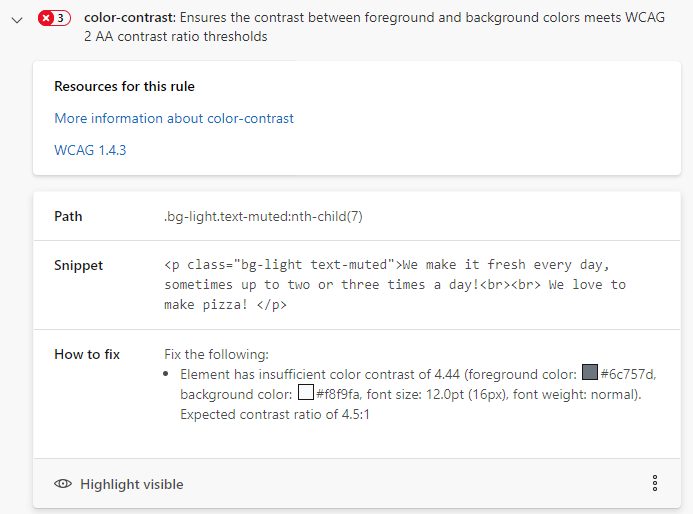 3 color-contrast: Ensures the contrast between foreground and background colors meets WCAG
2 AA contrast ratio thresholds
Resources for this rule
More information about color-contrast
WCAG 1.4.3
Path .bg-light.text-muted:nth-child(7)
Snippet <p class="bg-light text-muted">We make it fresh every day,
sometimes up to two or three times a day!<br><br> We love to
make pizza! </p>
How to fix Fix the following:
• Element has insufficient color contrast of 4.44 (foreground color: #6c757d,
background color: #f8f9fa, font size: 12.0pt (16px), font weight: normal).
Expected contrast ratio of 4.5:1
Highlight visible